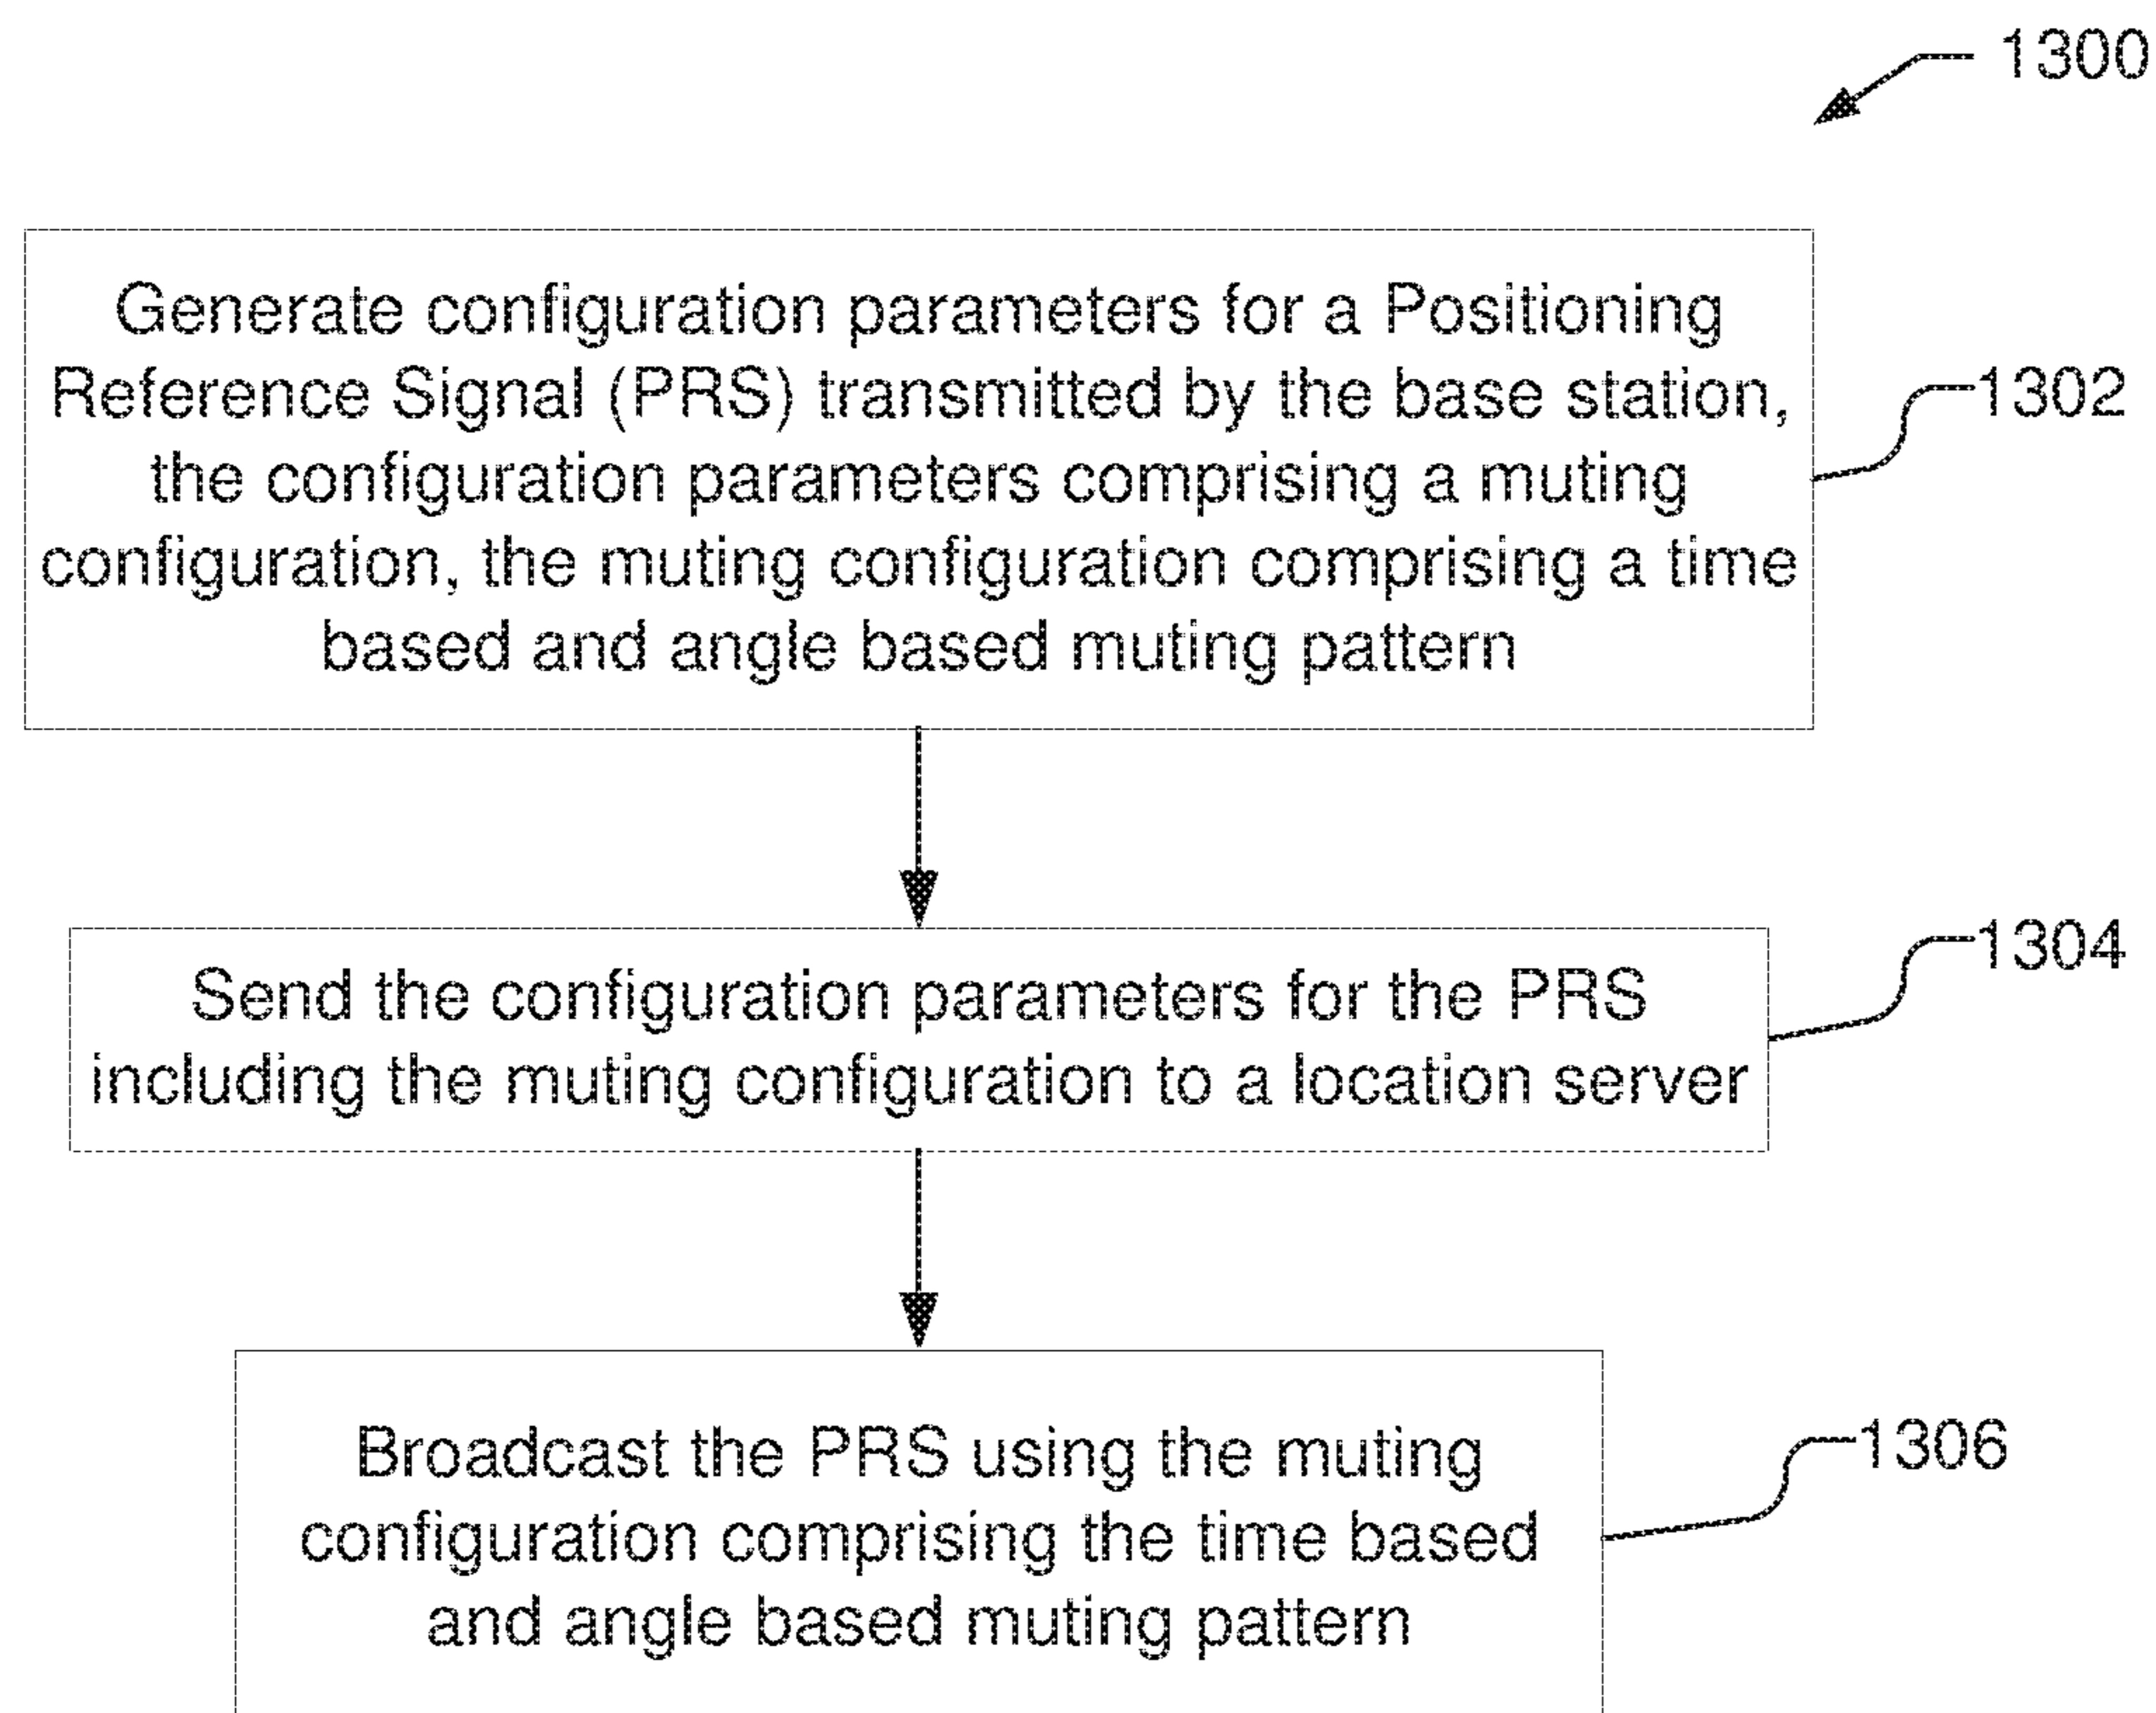 1300
Generate configuration parameters for a Positioning
Reference Signal (PRS) transmitted by the base station,
the configuration parameters comprising a muting
configuration, the muting configuration comprising a time
based and angle based muting pattern
1302
Send the configuration parameters for the PRS
including the muting configuration to a location server
1304
Broadcast the PRS using the muting
configuration comprising the time based
and angle based muting pattern
1306